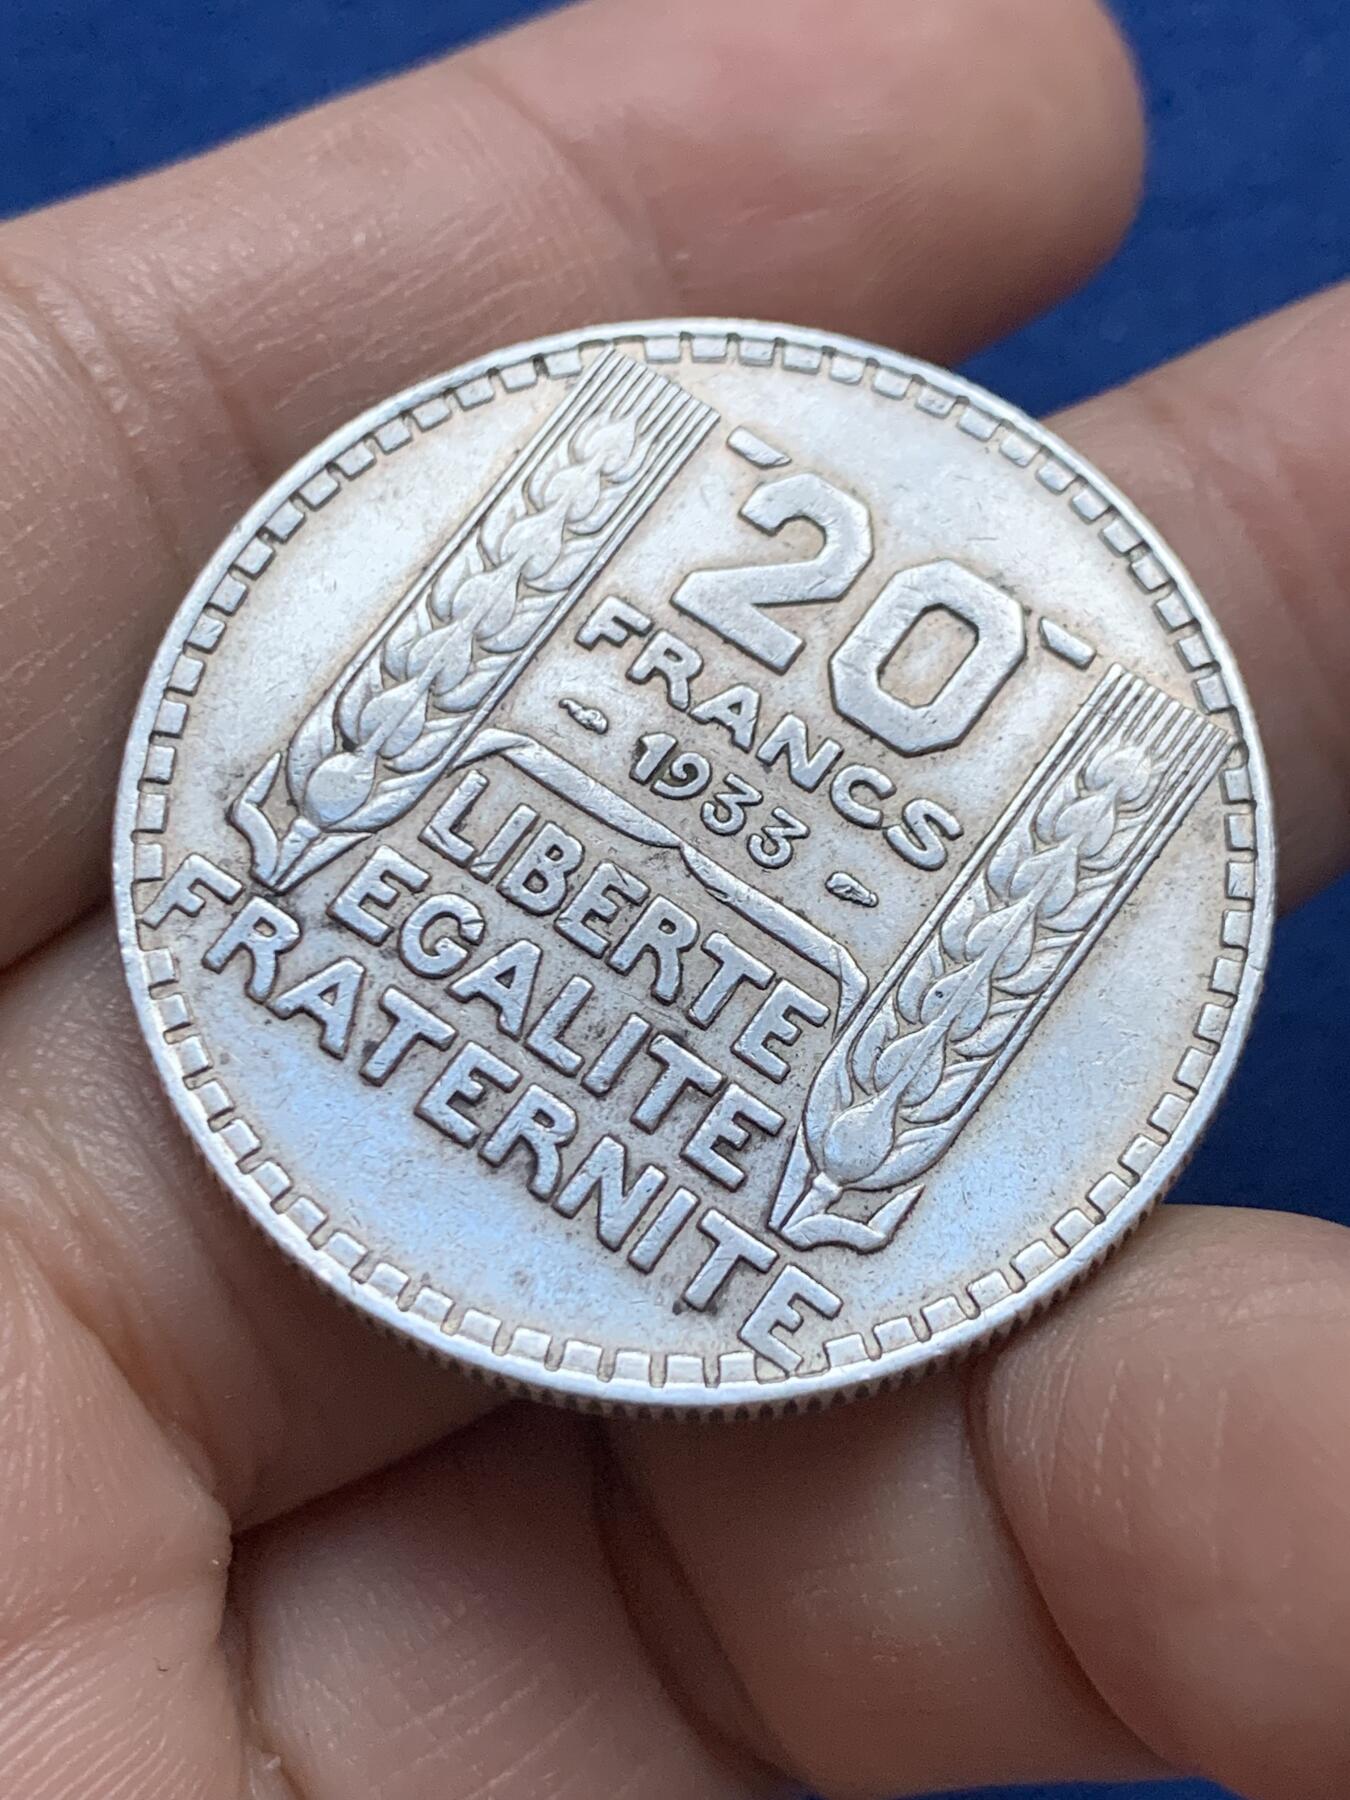 20
FRANCS
1933
LIBERTE
EGALITE
FRATERNITE